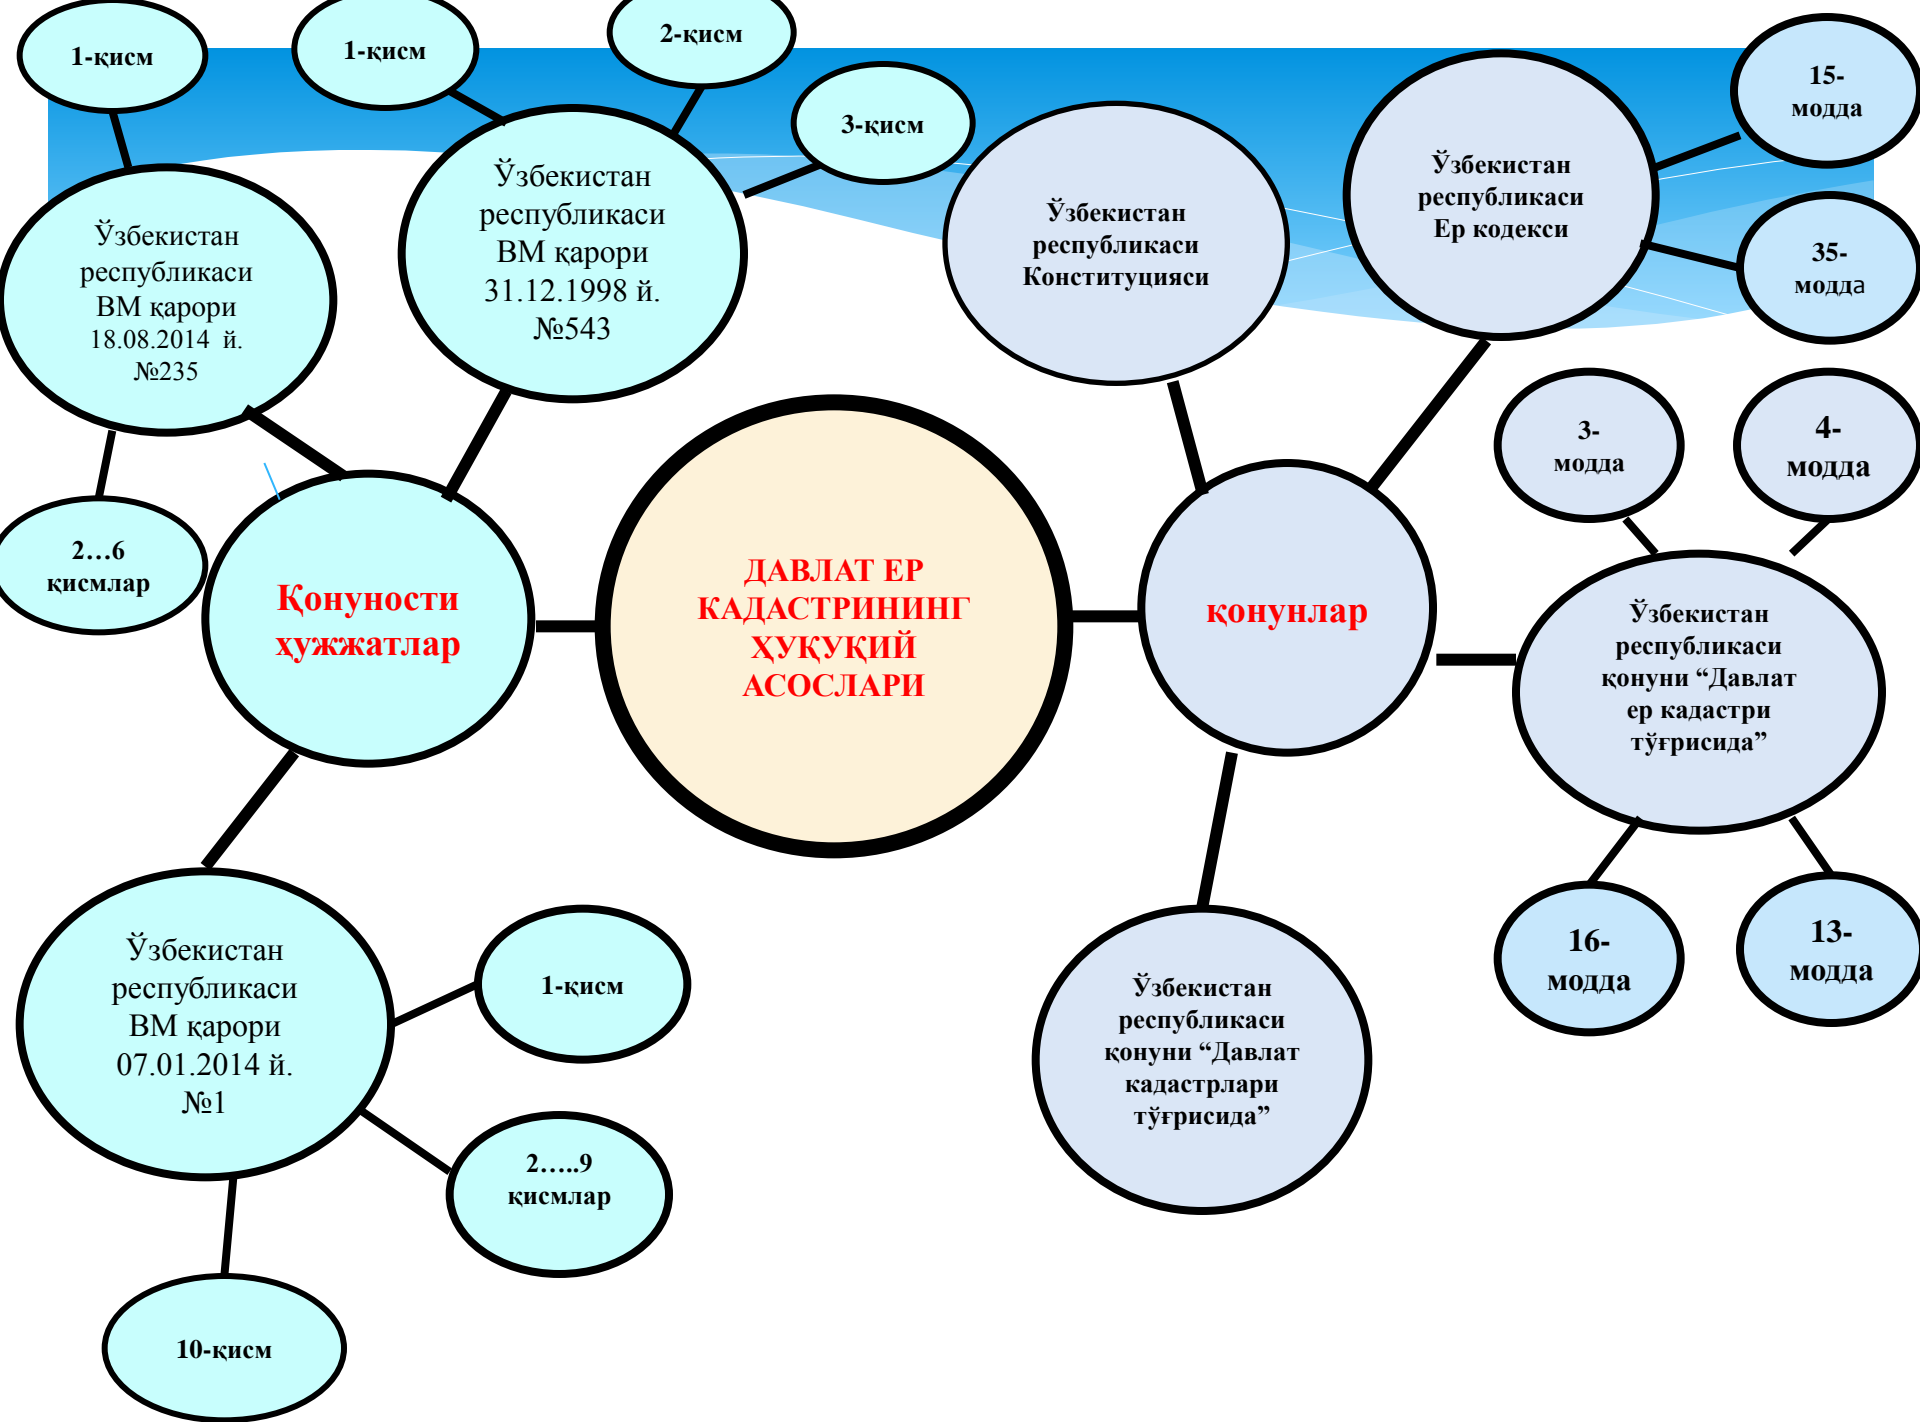 1-қисм
1-қисм
2-қисм
3-қисм
Ўзбекистан
республикаси
ВМ қарори
18.08.2014 й.
№235
Ўзбекистан
республикаси
ВМ қарори
31.12.1998 й.
№543
Ўзбекистан
республикаси
Конституцияси
Ўзбекистан
республикаси
Ер кодекси
15-
модда
35-
модда
2…6
қисмлар
Қонуности
ҳужжатлар
ДАВЛАТ ЕР
КАДАСТРИНИНГ
ҲУҚУҚИЙ
АСОСЛАРИ
қонунлар
3-
модда
4-
модда
Ўзбекистан
республикаси
қонуни “Давлат
ер кадастри
тўғрисида”
16-
модда
13-
модда
Ўзбекистан
республикаси
ВМ қарори
07.01.2014 й.
№1
1-қисм
2…..9
қисмлар
10-қисм
Ўзбекистан
республикаси
қонуни “Давлат
кадастрлари
тўғрисида”